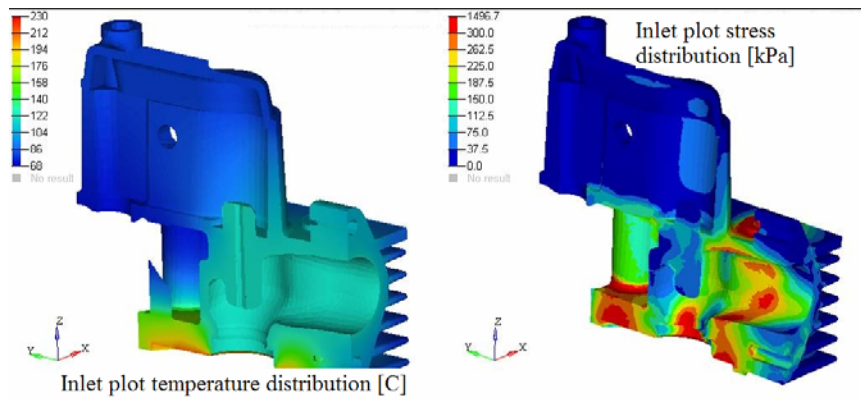 230
212
194
176
158
140
122
104
86
68
No result
Inlet plot temperature distribution [C]
Z
Y
X
1496.7
300.0
262.5
225.0
187.5
150.0
112.5
75.0
37.5
0.0
No result
Inlet plot stress
distribution [kPa]
Z
Y
X